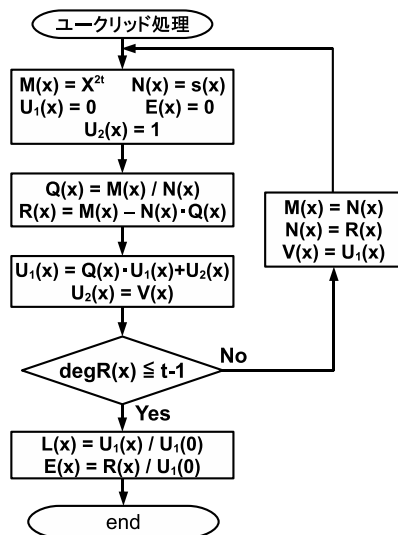 ユークリッド処理
M(x) = X²ᵗ N(x) = s(x)
U₁(x) = 0 E(x) = 0
U₂(x) = 1
Q(x) = M(x) / N(x)
R(x) = M(x) – N(x)·Q(x)
U₁(x) = Q(x)·U₁(x)+U₂(x)
U₂(x) = V(x)
degR(x) ≦ t-1
No
M(x) = N(x)
N(x) = R(x)
V(x) = U₁(x)
Yes
L(x) = U₁(x) / U₁(0)
E(x) = R(x) / U₁(0)
end